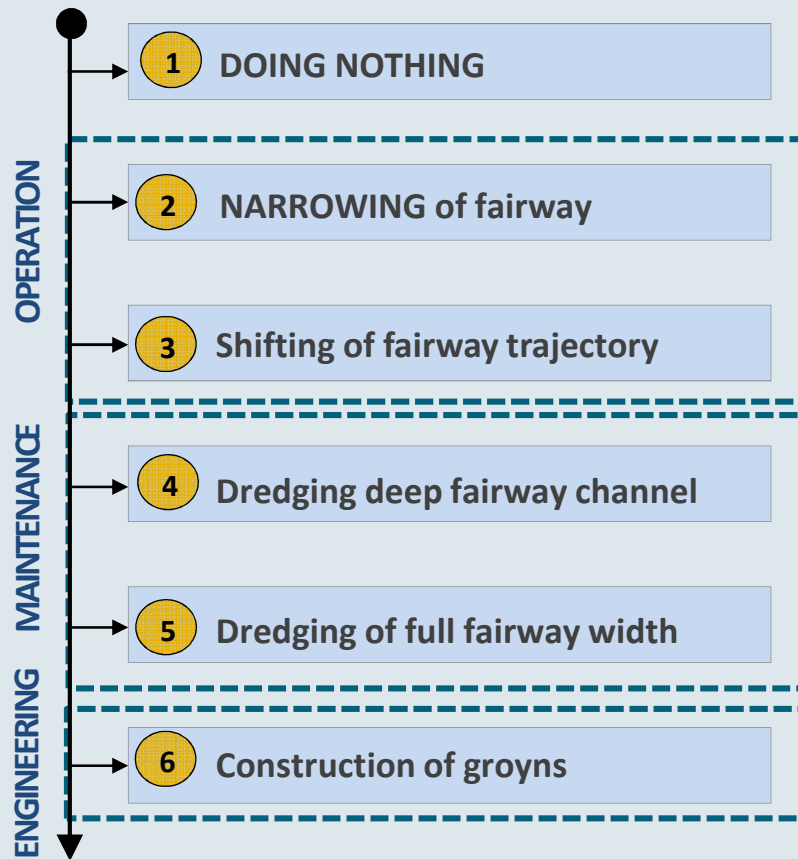 1 DOING NOTHING
OPERATION
2 NARROWING of fairway
3 Shifting of fairway trajectory
MAINTENANCE
4 Dredging deep fairway channel
5 Dredging of full fairway width
ENGINEERING
6 Construction of groyns